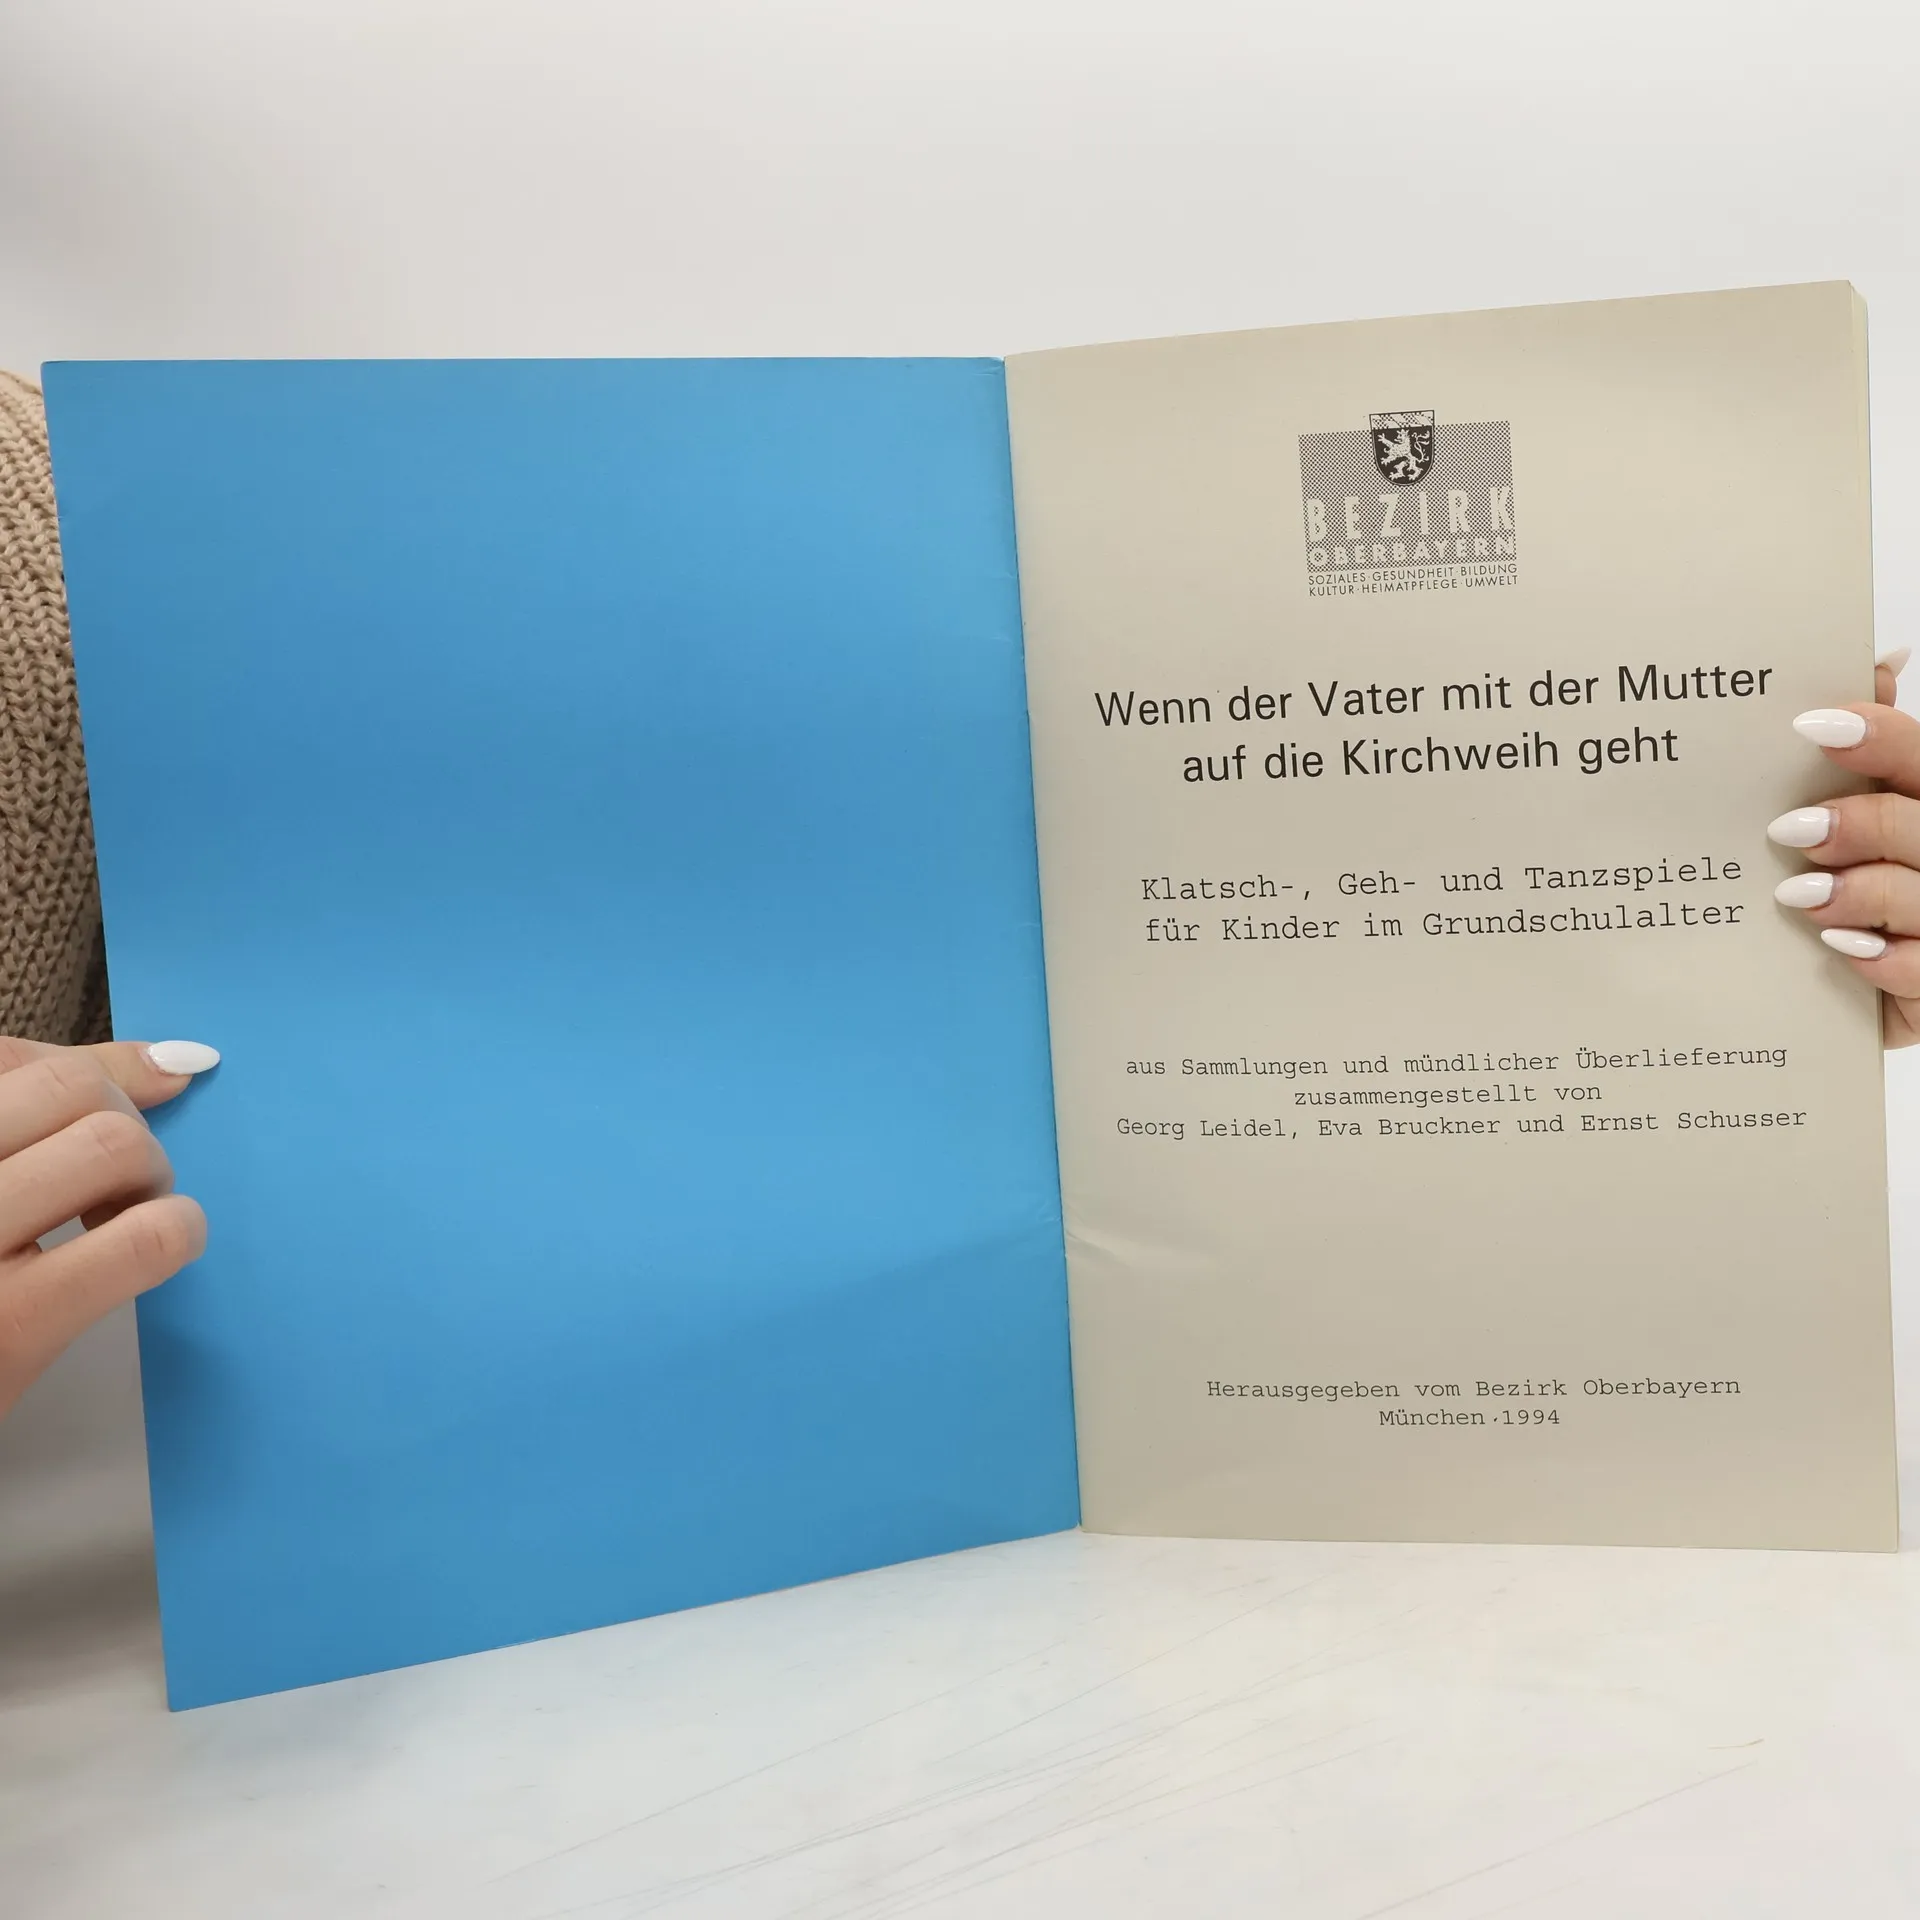 BEZIRK
OBERBAYERN
SOZIALES·GESUNDHEIT·BILDUNG
KULTUR·HEIMATPFLEGE·UMWELT
Wenn der Vater mit der Mutter
auf die Kirchweih geht
Klatsch-, Geh- und Tanzspiele
für Kinder im Grundschulalter
aus Sammlungen und mündlicher Überlieferung
zusammengestellt von
Georg Leidel, Eva Bruckner und Ernst Schusser
Herausgegeben vom Bezirk Oberbayern
München·1994